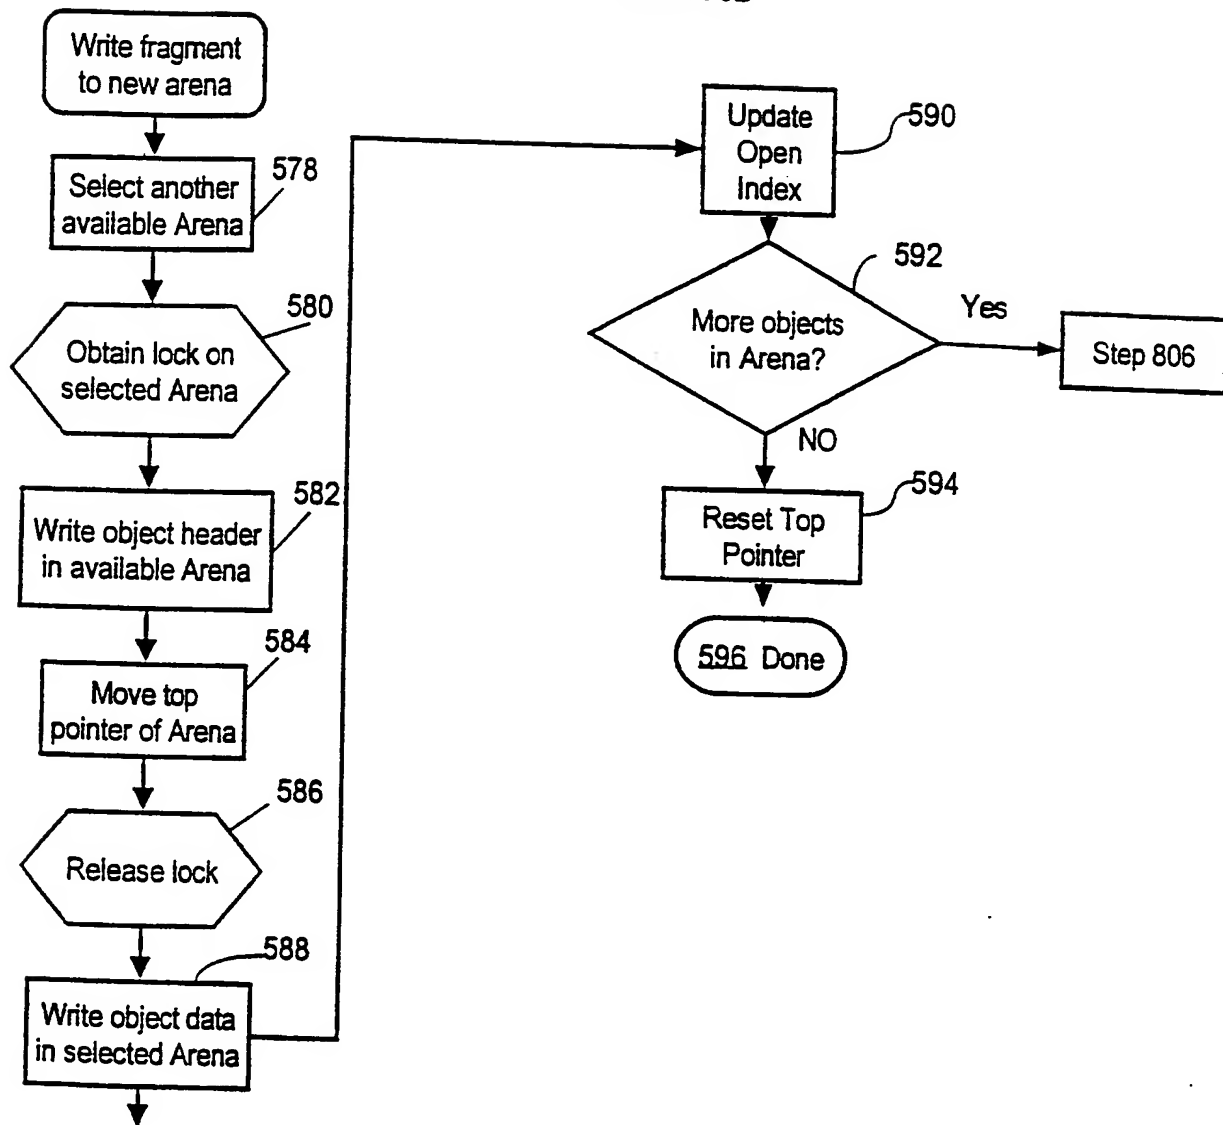 Write fragment
to new arena
578
Select another
available Arena
580
Obtain lock on
selected Arena
582
Write object header
in available Arena
584
Move top
pointer of Arena
586
Release lock
588
Write object data
in selected Arena
590
Update
Open
Index
592
More objects
in Arena?
Yes
Step 806
NO
594
Reset Top
Pointer
596 Done